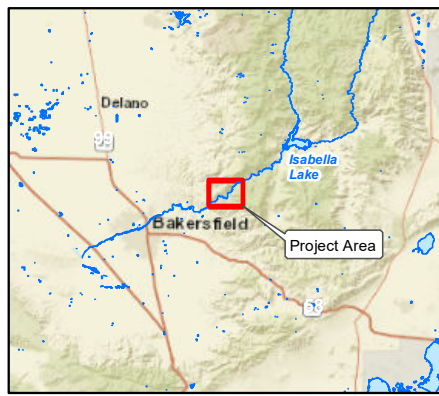 Delano
99
Isabella
Lake
Bakersfield
Project Area
58